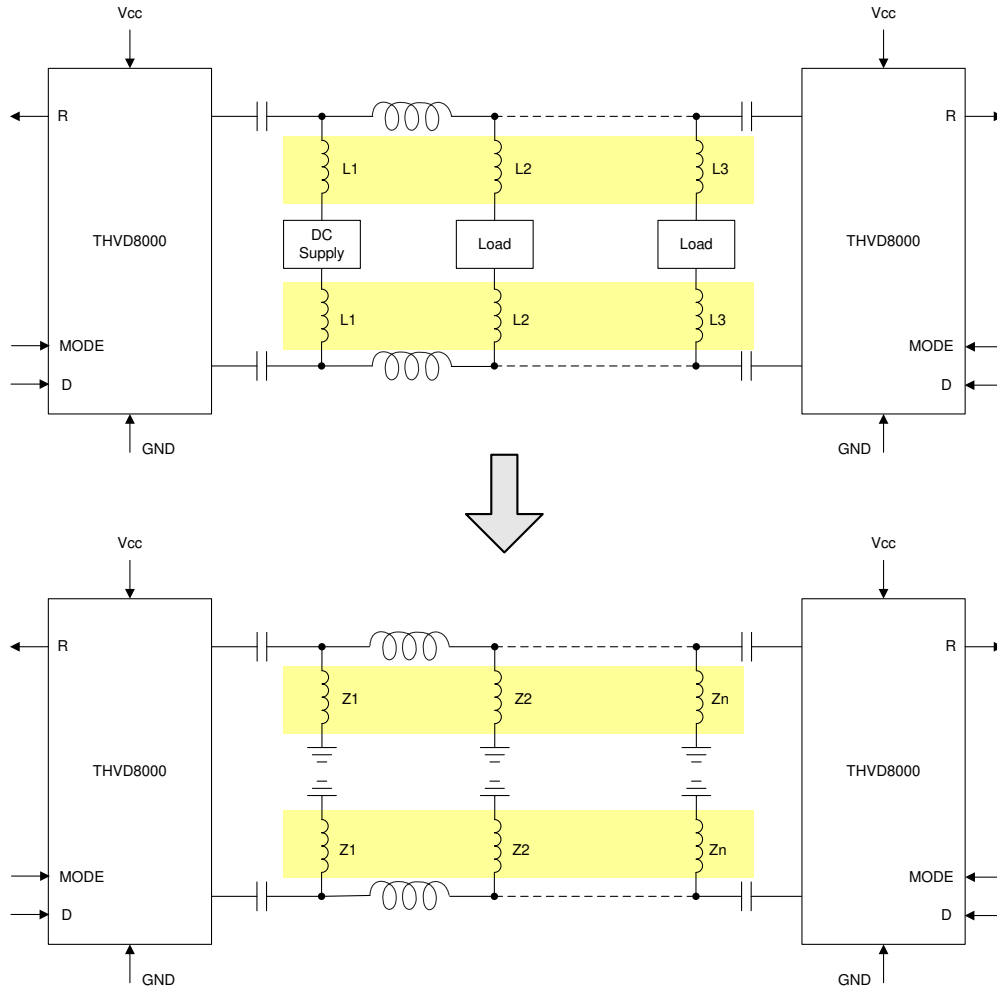 Vcc
Vcc
R
R
L1
L2
L3
THVD8000
DC
Supply
Load
Load
THVD8000
L1
L2
L3
MODE
MODE
D
D
GND
GND
Vcc
Vcc
R
R
Z1
Z2
Zn
THVD8000
THVD8000
Z1
Z2
Zn
MODE
MODE
D
D
GND
GND